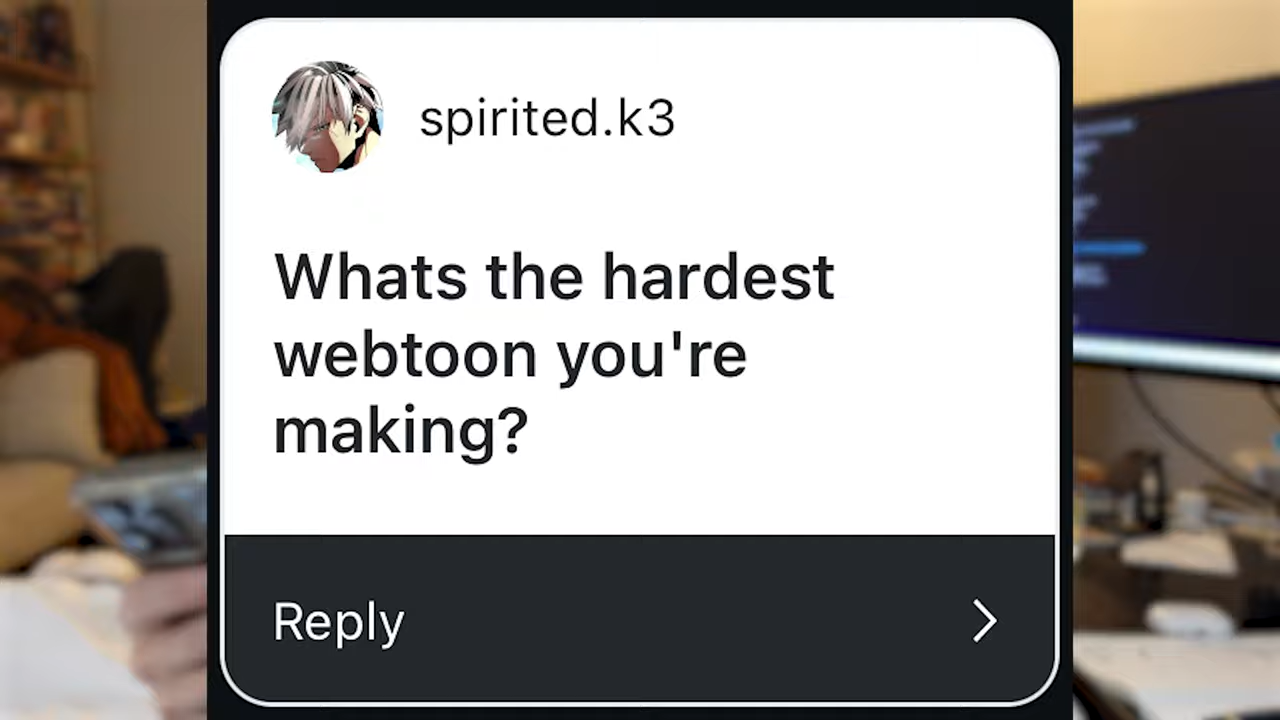 spirited.k3
Whats the hardest
webtoon you're
making?
Reply